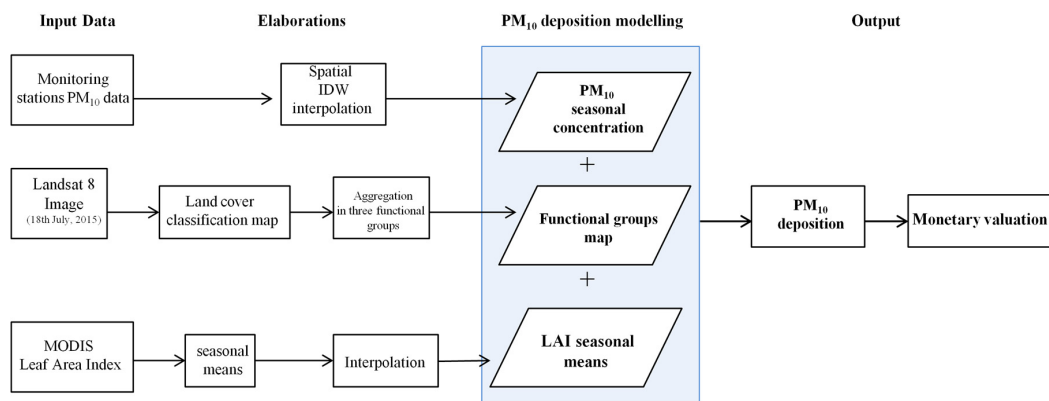 Input Data
Elaborations
PM₁₀ deposition modelling
Output
Monitoring
stations PM₁₀ data
Spatial
IDW
interpolation
PM₁₀
seasonal
concentration
+
Landsat 8
Image
(18th July, 2015)
Land cover
classification map
Aggregation
in three functional
groups
Functional groups
map
PM₁₀
deposition
Monetary valuation
+
MODIS
Leaf Area Index
seasonal
means
Interpolation
LAI seasonal
means